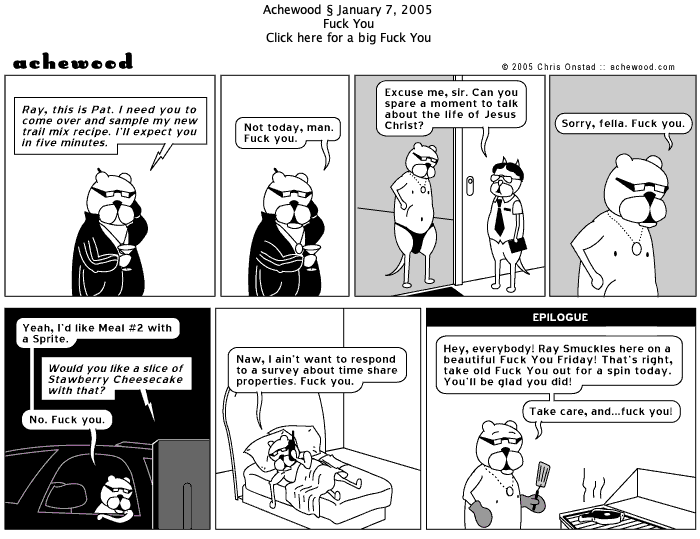 Achewood § January 7, 2005
Fuck You
Click here for a big Fuck You
achewood
© 2005 Chris Onstad :: achewood.com
Ray, this is Pat. I need you to
come over and sample my new
trail mix recipe. I'll expect you
in five minutes.
Not today, man.
Fuck you.
Excuse me, sir. Can you
spare a moment to talk
about the life of Jesus
Christ?
Sorry, fella. Fuck you.
Yeah, I'd like Meal #2 with
a Sprite.
Would you like a slice of
Stawberry Cheesecake
with that?
No. Fuck you.
Naw, I ain't want to respond
to a survey about time share
properties. Fuck you.
EPILOGUE
Hey, everybody! Ray Smuckles here on a
beautiful Fuck You Friday! That's right,
take old Fuck You out for a spin today.
You'll be glad you did!
Take care, and...fuck you!